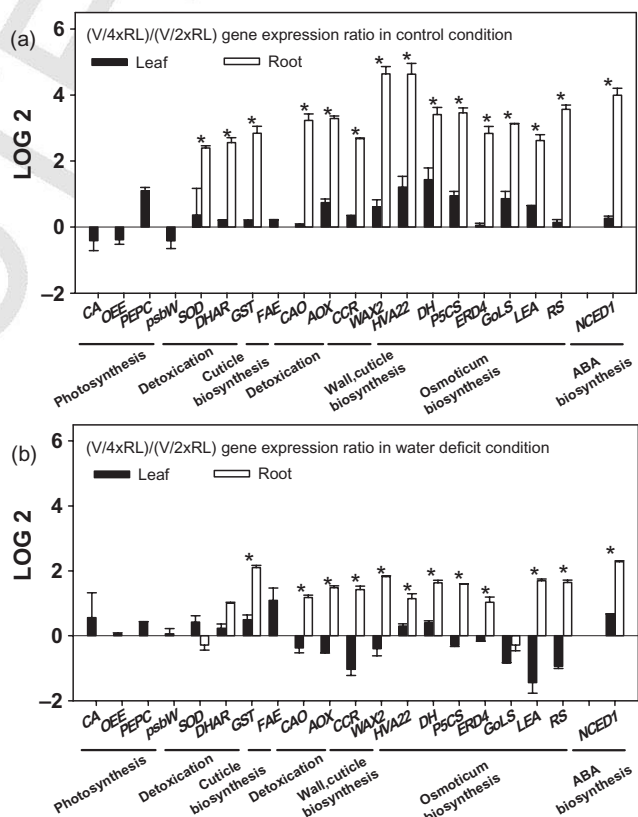 (a)
(V/4xRL)/(V/2xRL) gene expression ratio in control condition
Leaf Root
LOG 2
6
4
2
0
–2
* * * * * * * * * * * * * * *
CA OEE PEPC psbW SOD DHAR GST FAE CAO AOX CCR WAX2 HVA22 DH P5CS ERD4 GoLS LEA RS NCED1
Photosynthesis
Detoxication
Cuticle
biosynthesis
Detoxication
Wall,cuticle
biosynthesis
Osmoticum
biosynthesis
ABA
biosynthesis
(b)
(V/4xRL)/(V/2xRL) gene expression ratio in water deficit condition
Leaf Root
LOG 2
6
4
2
0
–2
* * * * * * * * * * * *
CA OEE PEPC psbW SOD DHAR GST FAE CAO AOX CCR WAX2 HVA22 DH P5CS ERD4 GoLS LEA RS NCED1
Photosynthesis
Detoxication
Cuticle
biosynthesis
Detoxication
Wall,cuticle
biosynthesis
Osmoticum
biosynthesis
ABA
biosynthesis